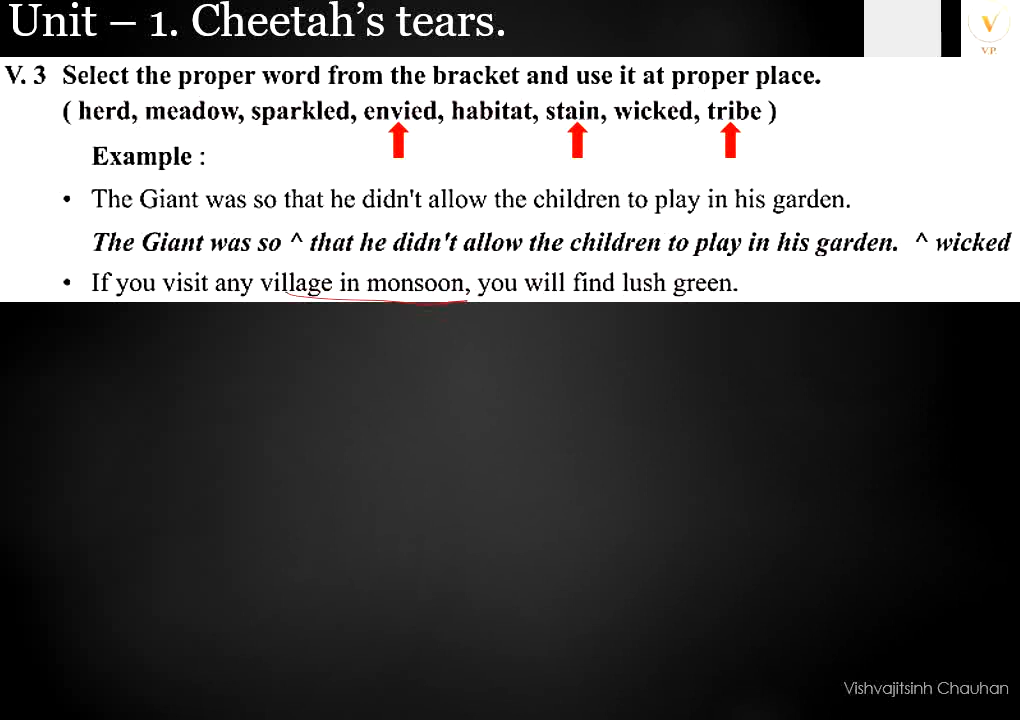 Unit – 1. Cheetah's tears.
V
V.P.
V. 3 Select the proper word from the bracket and use it at proper place.
( herd, meadow, sparkled, envied, habitat, stain, wicked, tribe )
Example :
• The Giant was so that he didn't allow the children to play in his garden.
The Giant was so ^ that he didn't allow the children to play in his garden. ^ wicked
• If you visit any village in monsoon, you will find lush green.
Vishvajitsinh Chauhan